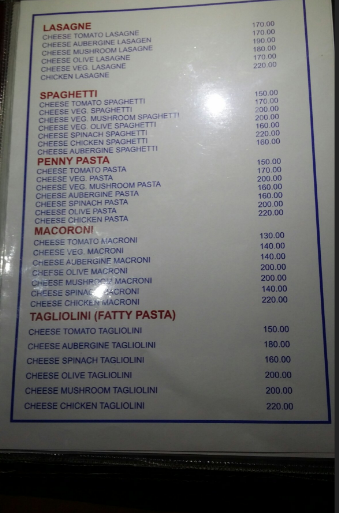 LASAGNE
CHEESE TOMATO LASAGNE 170.00
CHEESE AUBERGINE LASAGEN 170.00
CHEESE MUSHROOM LASAGNE 190.00
CHEESE OLIVE LASAGNE 180.00
CHEESE VEG. LASAGNE 170.00
CHICKEN LASAGNE 220.00
SPAGHETTI
CHEESE TOMATO SPAGHETTI 150.00
CHEESE VEG. SPAGHETTI 170.00
CHEESE VEG. MUSHROOM SPAGHETTI 200.00
CHEESE VEG. OLIVE SPAGHETTI 200.00
CHEESE SPINACH SPAGHETTI 160.00
CHEESE CHICKEN SPAGHETTI 220.00
CHEESE AUBERGINE SPAGHETTI 180.00
PENNY PASTA
CHEESE TOMATO PASTA 150.00
CHEESE VEG. PASTA 170.00
CHEESE VEG. MUSHROOM PASTA 200.00
CHEESE AUBERGINE PASTA 160.00
CHEESE SPINACH PASTA 160.00
CHEESE OLIVE PASTA 200.00
CHEESE CHICKEN PASTA 220.00
MACORONI
CHEESE TOMATO MACRONI 130.00
CHEESE VEG. MACRONI 140.00
CHEESE AUBERGINE MACRONI 140.00
CHEESE OLIVE MACRONI 200.00
CHEESE MUSHROOM MACRONI 200.00
CHEESE SPINACH MACRONI 140.00
CHEESE CHICKEN MACRONI 220.00
TAGLIOLINI (FATTY PASTA)
CHEESE TOMATO TAGLIOLINI 150.00
CHEESE AUBERGINE TAGLIOLINI 180.00
CHEESE SPINACH TAGLIOLINI 160.00
CHEESE OLIVE TAGLIOLINI 200.00
CHEESE MUSHROOM TAGLIOLINI 200.00
CHEESE CHICKEN TAGLIOLINI 220.00